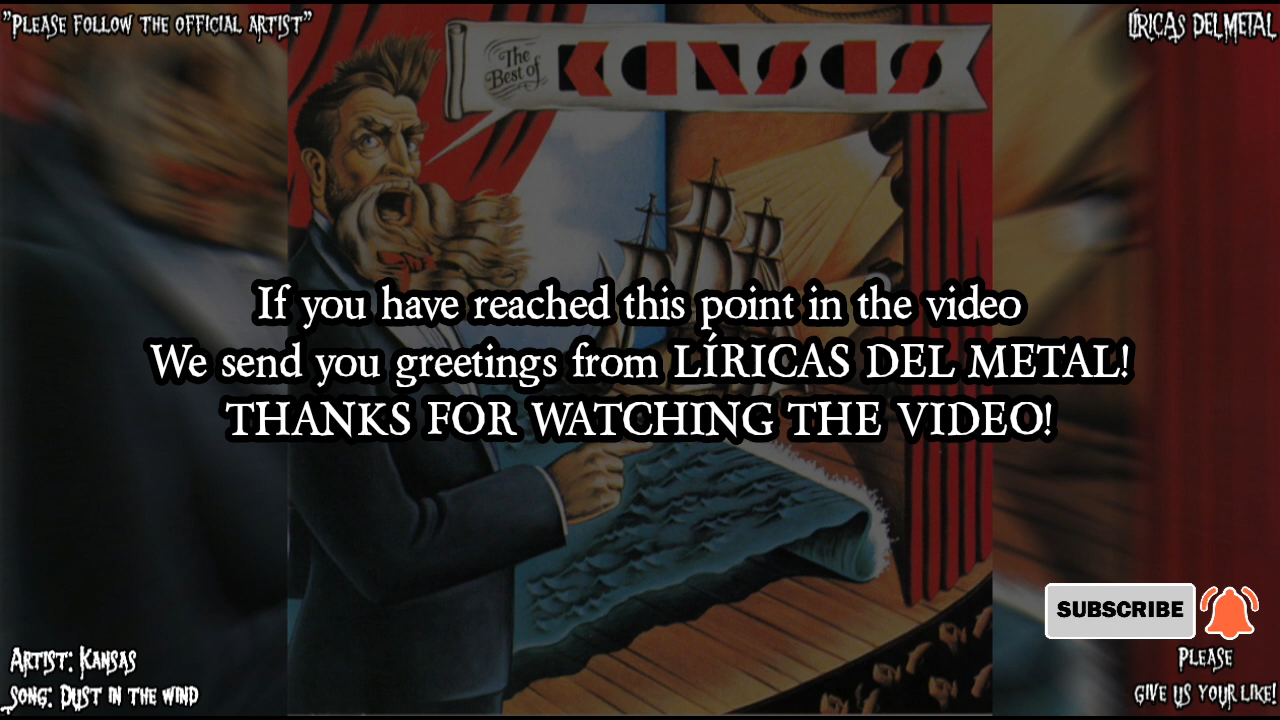 "Please follow the official artist"
LÍRICAS DEL METAL
The
Best of
KANSAS
If you have reached this point in the video
We send you greetings from LÍRICAS DEL METAL!
THANKS FOR WATCHING THE VIDEO!
SUBSCRIBE
Artist: Kansas
Song: Dust in the wind
Please
give us your like!